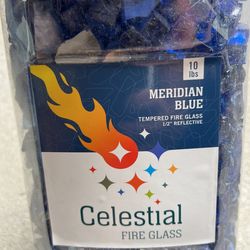 10
lbs
MERIDIAN
BLUE
TEMPERED FIRE GLASS
1/2" REFLECTIVE
Celestial
FIRE GLASS